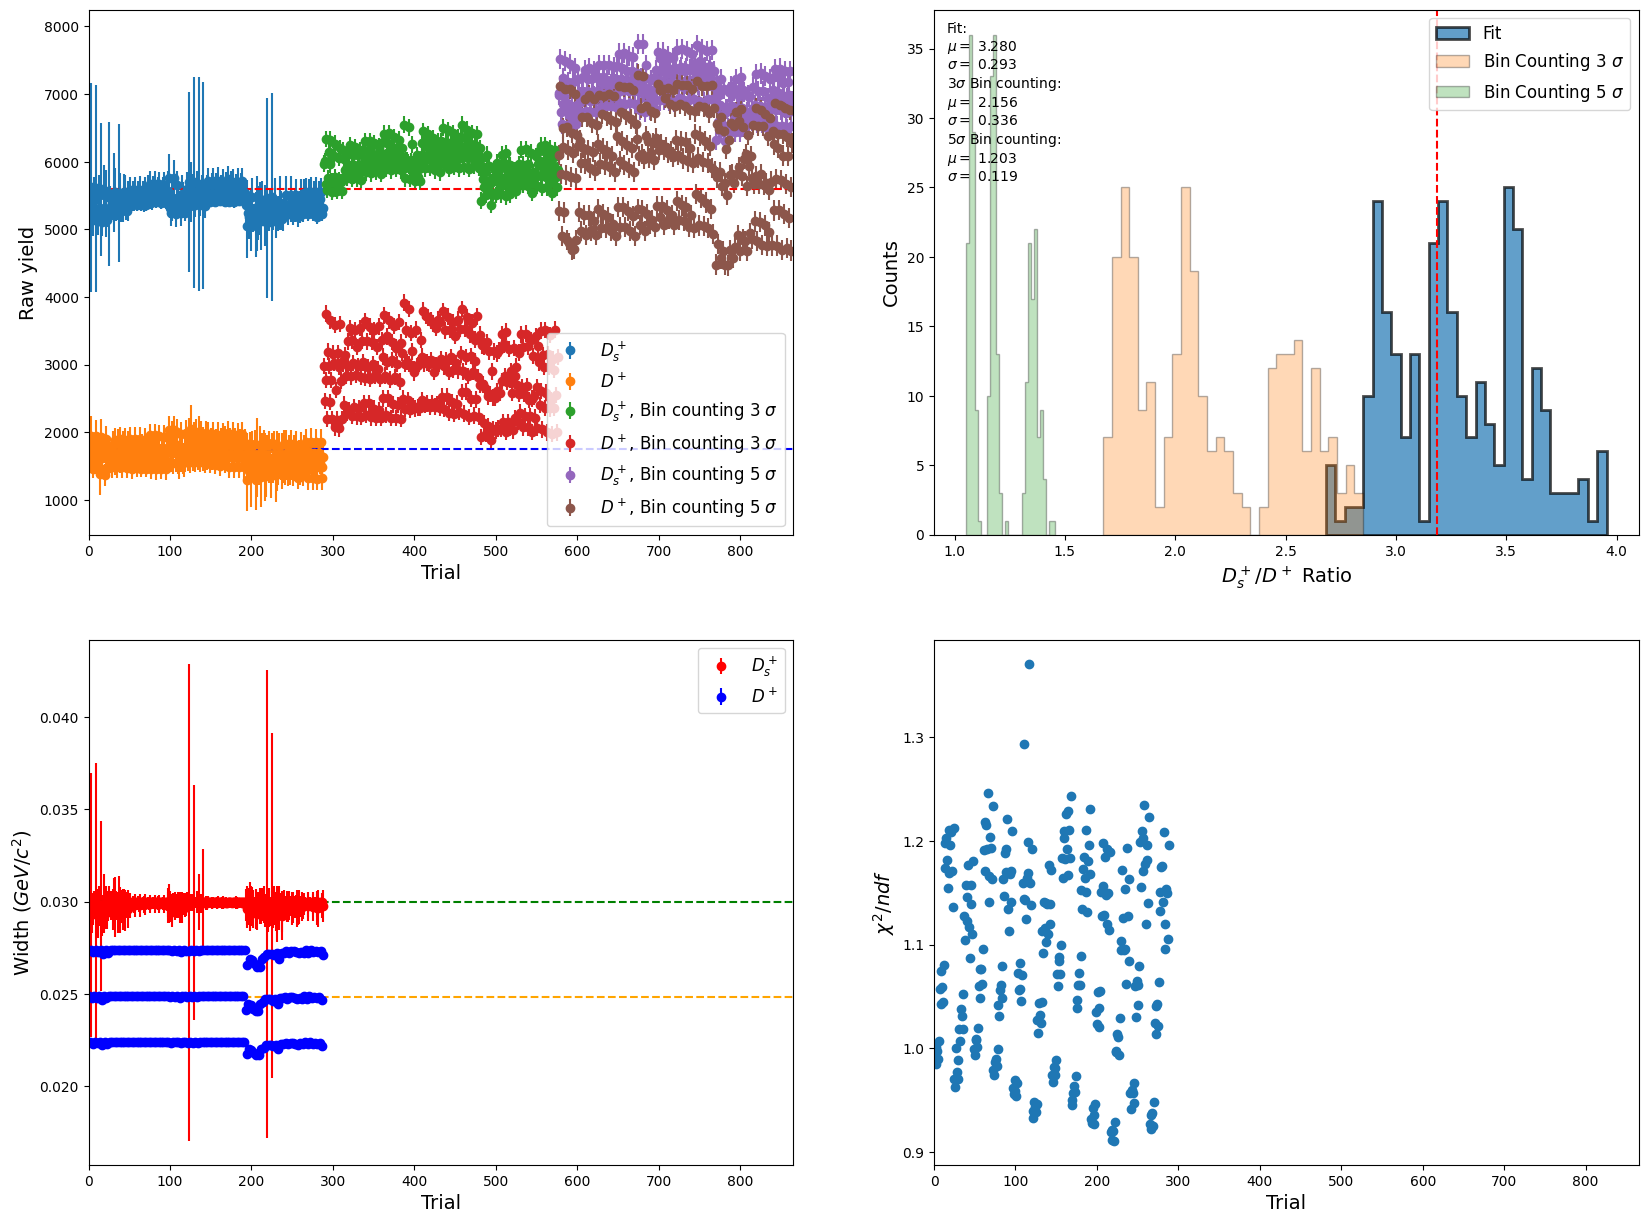 8000
7000
6000
5000
4000
3000
2000
1000
Raw yield
0 100 200 300 400 500 600 700 800
Trial
$D_s^+$
$D^+$
$D_s^+$, Bin counting 3 σ
$D^+$, Bin counting 3 σ
$D_s^+$, Bin counting 5 σ
$D^+$, Bin counting 5 σ
35
30
25
20
15
10
5
0
Counts
Fit:
μ = 3.280
σ = 0.293
3σ Bin counting:
μ = 2.156
σ = 0.336
5σ Bin counting:
μ = 1.203
σ = 0.119
Fit
Bin Counting 3 σ
Bin Counting 5 σ
1.0 1.5 2.0 2.5 3.0 3.5 4.0
$D_s^+/D^+$ Ratio
0.040
0.035
0.030
0.025
0.020
Width ($GeV/c^2$)
$D_s^+$
$D^+$
0 100 200 300 400 500 600 700 800
Trial
1.3
1.2
1.1
1.0
0.9
$\chi^2/ndf$
0 100 200 300 400 500 600 700 800
Trial